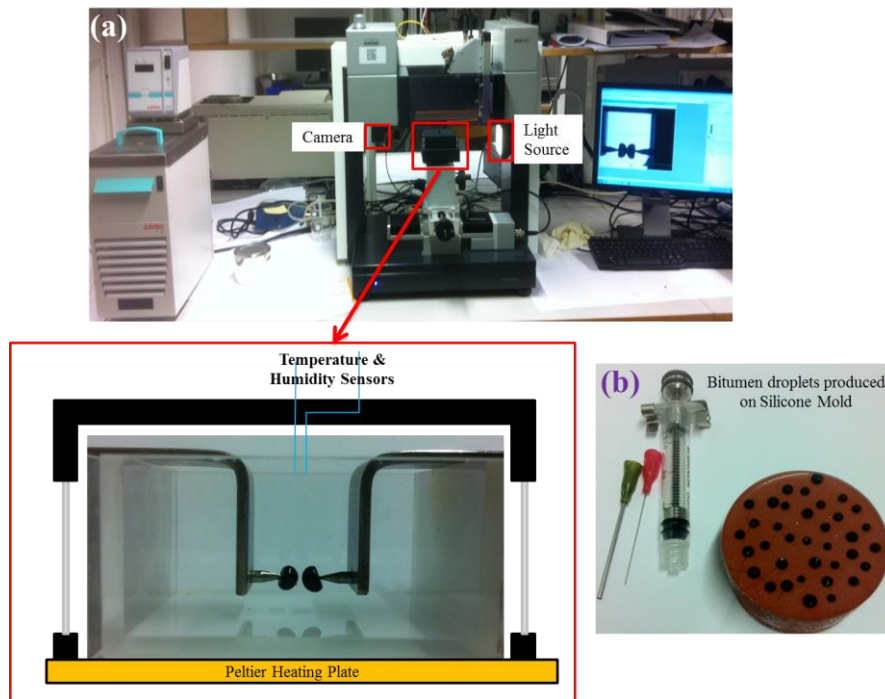 (a)
Camera
Light
Source
Temperature &
Humidity Sensors
Peltier Heating Plate
(b)
Bitumen droplets produced
on Silicone Mold